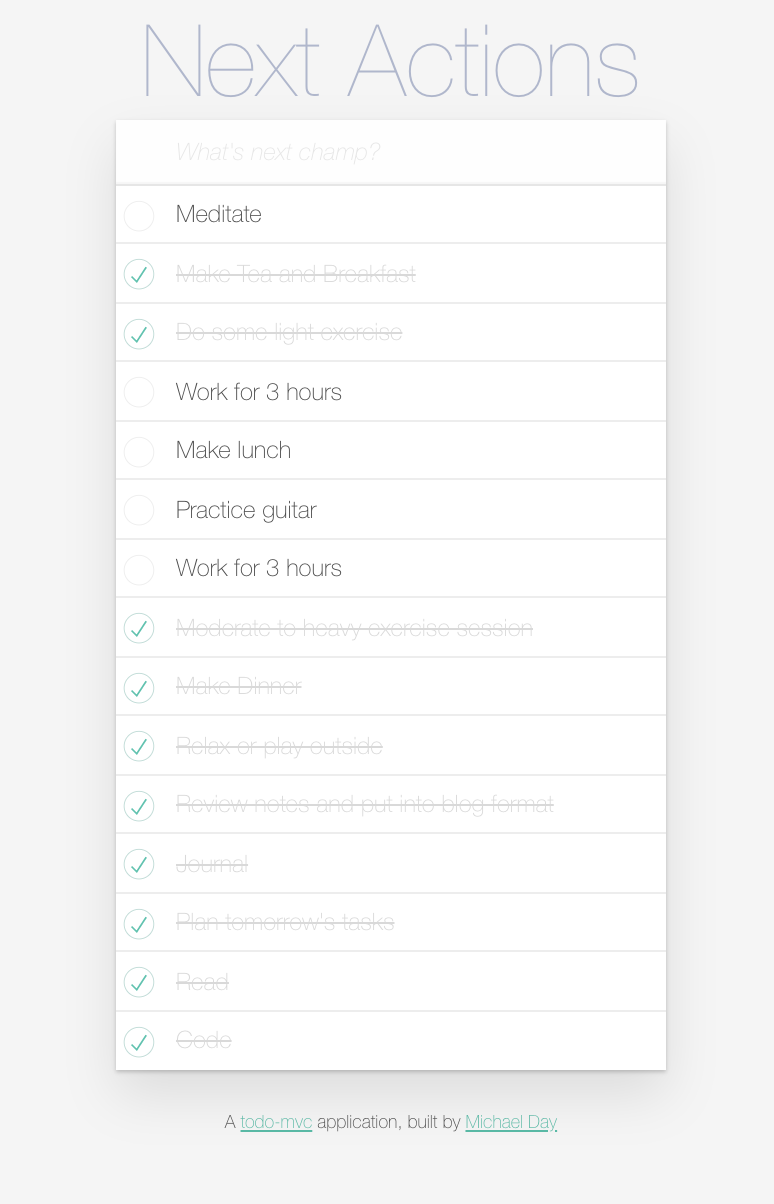 Next Actions
What's next champ?
Meditate
Make Tea and Breakfast
Do some light exercise
Work for 3 hours
Make lunch
Practice guitar
Work for 3 hours
Moderate to heavy exercise session
Make Dinner
Relax or play outside
Review notes and put into blog format
Journal
Plan tomorrow's tasks
Read
Code
A todo-mvc application, built by Michael Day